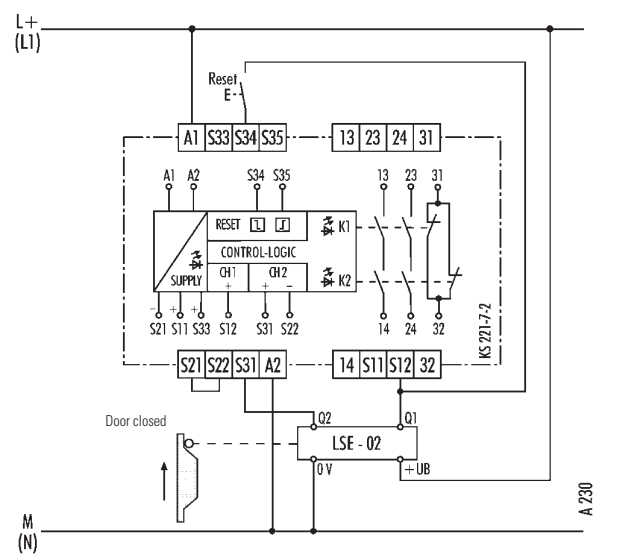 L+
(L1)
Reset
E
A1 S33 S34 S35
13 23 24 31
A1 A2 S34 S35 13 23 31
RESET
K1
CONTROL-LOGIC
SUPPLY
CH1 CH2
K2
+ + −
− + +
S21 S11 S33 S12 S31 S22 14 24 32
KS 221-7-2
S21 S22 S31 A2
14 S11 S12 32
Door closed
Q2 Q1
LSE - 02
0 V +UB
A 230
M
(N)